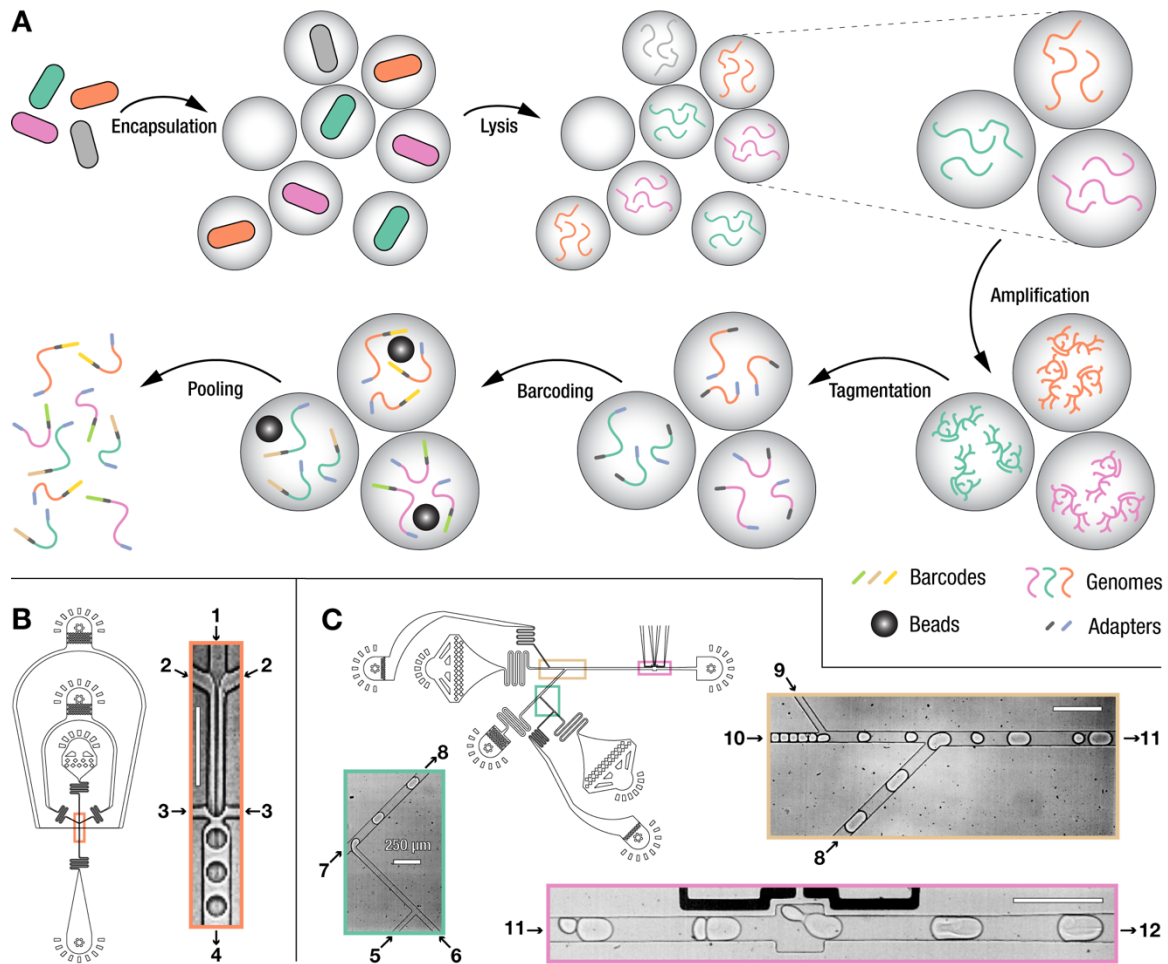 A
Encapsulation
Lysis
Amplification
Pooling
Barcoding
Tagmentation
Barcodes
Genomes
Beads
Adapters
B
1
2
2
3
3
4
C
8
250 µm
7
5
6
9
10
11
8
11
12